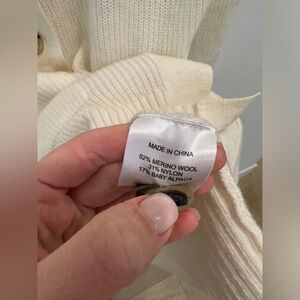 MADE IN CHINA
52% MERINO WOOL
31% NYLON
17% BABY ALPACA